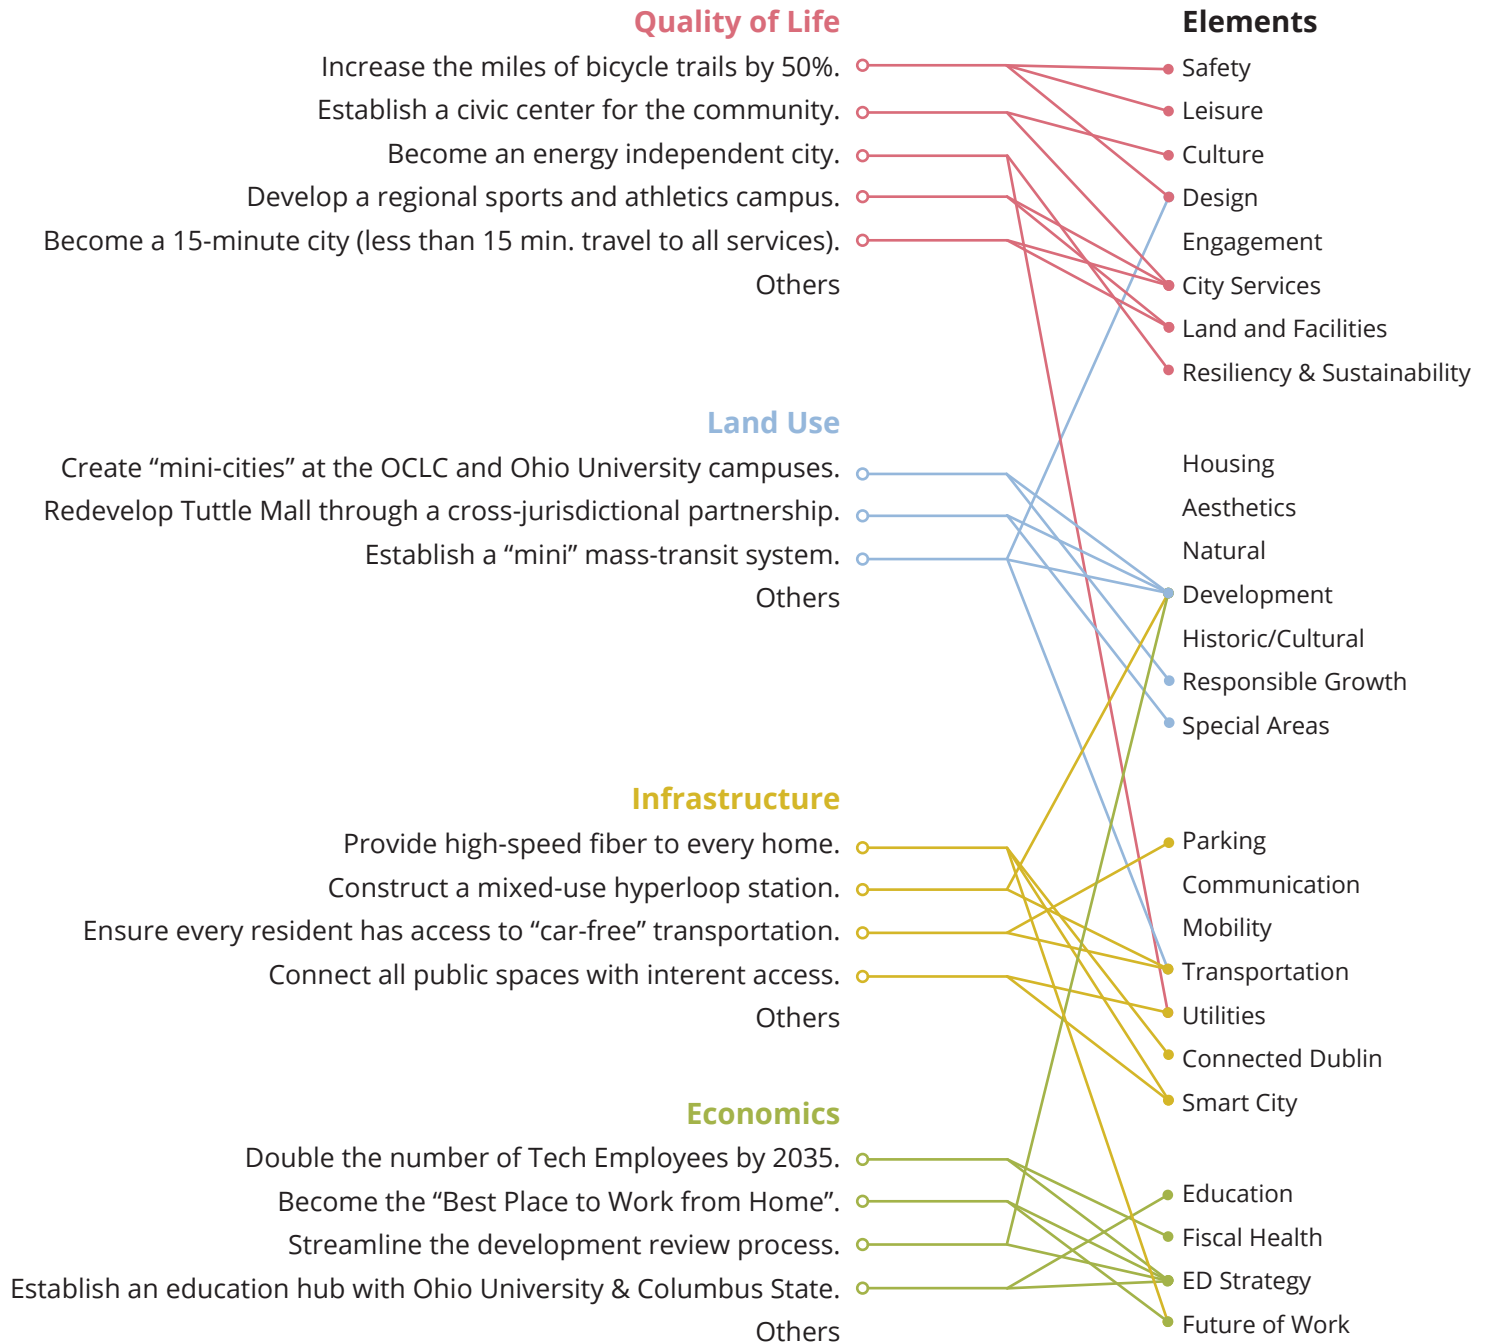 Quality of Life
Increase the miles of bicycle trails by 50%.
Establish a civic center for the community.
Become an energy independent city.
Develop a regional sports and athletics campus.
Become a 15-minute city (less than 15 min. travel to all services).
Others
Land Use
Create “mini-cities” at the OCLC and Ohio University campuses.
Redevelop Tuttle Mall through a cross-jurisdictional partnership.
Establish a “mini” mass-transit system.
Others
Infrastructure
Provide high-speed fiber to every home.
Construct a mixed-use hyperloop station.
Ensure every resident has access to “car-free” transportation.
Connect all public spaces with interent access.
Others
Economics
Double the number of Tech Employees by 2035.
Become the “Best Place to Work from Home”.
Streamline the development review process.
Establish an education hub with Ohio University & Columbus State.
Others
Elements
Safety
Leisure
Culture
Design
Engagement
City Services
Land and Facilities
Resiliency & Sustainability
Housing
Aesthetics
Natural
Development
Historic/Cultural
Responsible Growth
Special Areas
Parking
Communication
Mobility
Transportation
Utilities
Connected Dublin
Smart City
Education
Fiscal Health
ED Strategy
Future of Work